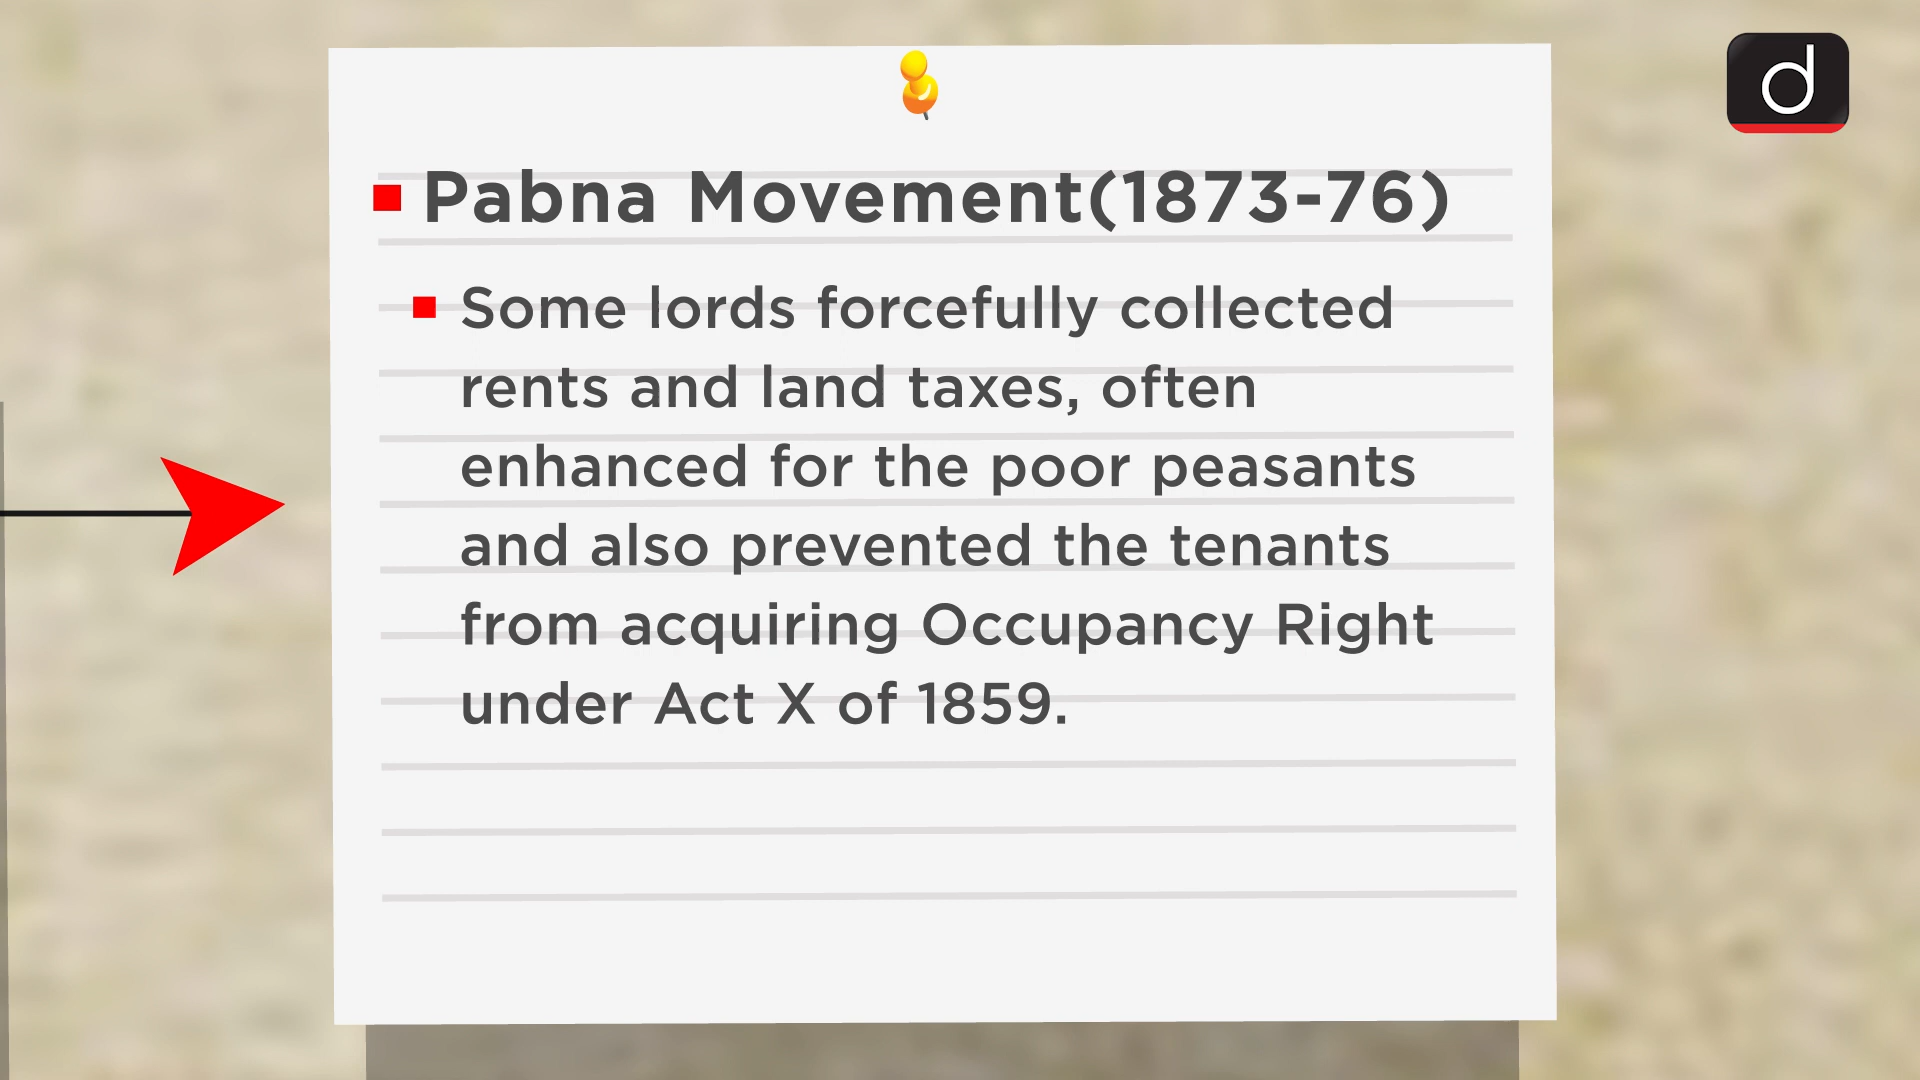 Pabna Movement(1873-76)
Some lords forcefully collected
rents and land taxes, often
enhanced for the poor peasants
and also prevented the tenants
from acquiring Occupancy Right
under Act X of 1859.
d